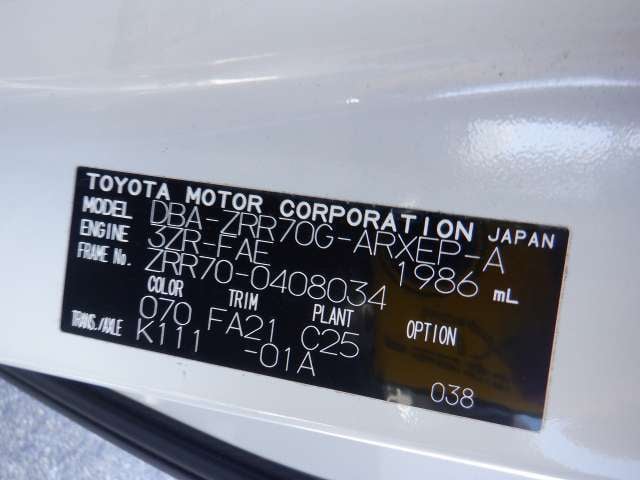 TOYOTA MOTOR CORPORATION JAPAN
MODEL DBA-ZRR70G-ARXEP-A
ENGINE 3ZR-FAE 1986 mL
FRAME No. ZRR70-0408034
COLOR TRIM PLANT OPTION
070 FA21 C25
TRANS./AXLE K111 -01A 038